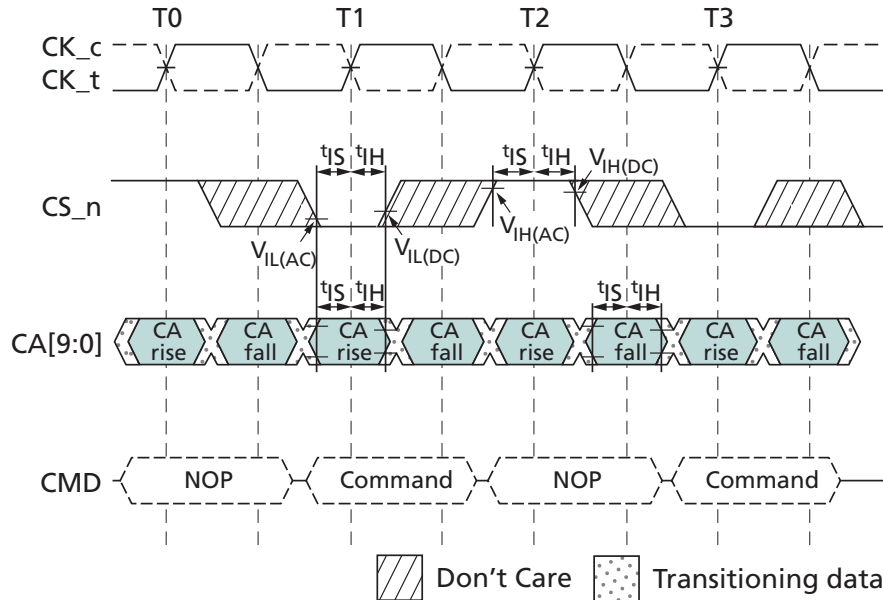 T0 T1 T2 T3
CK_c
CK_t
tIS tIH tIS tIH VIH(DC)
CS_n
VIL(AC) VIL(DC) VIH(AC)
tIS tIH tIS tIH
CA[9:0]
CA rise CA fall CA rise CA fall CA rise CA fall CA rise CA fall
CMD NOP Command NOP Command
Don't Care Transitioning data